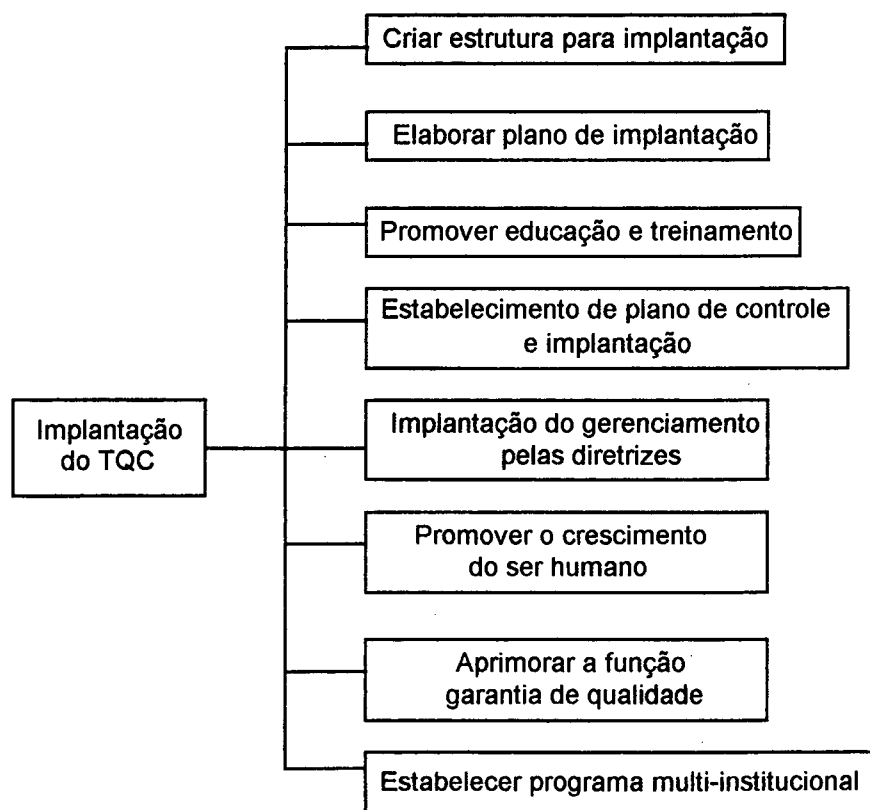 Criar estrutura para implantação
Elaborar plano de implantação
Promover educação e treinamento
Estabelecimento de plano de controle
e implantação
Implantação
do TQC
Implantação do gerenciamento
pelas diretrizes
Promover o crescimento
do ser humano
Aprimorar a função
garantia de qualidade
Estabelecer programa multi-institucional